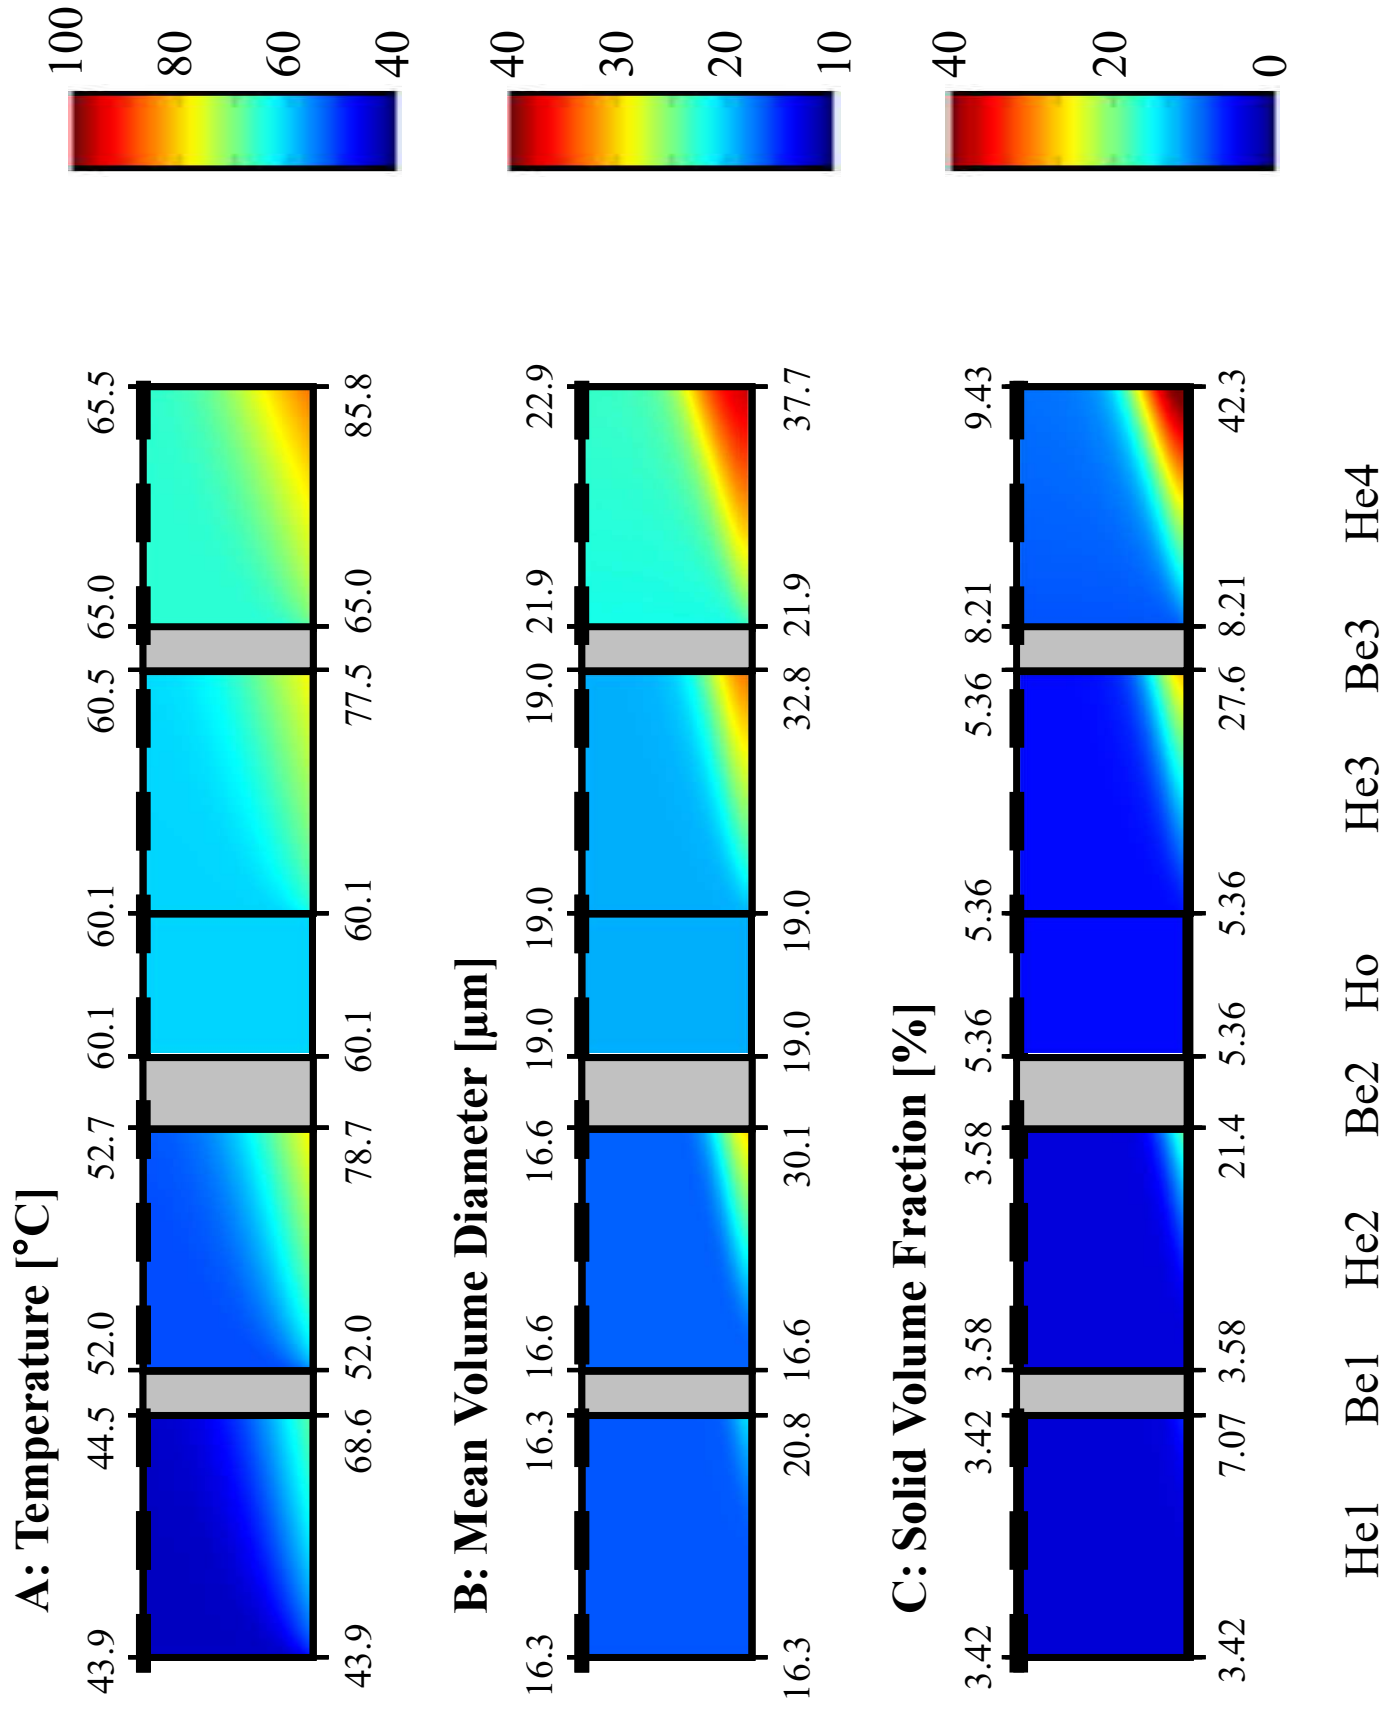 A: Temperature [°C]
43.9 44.5 52.0 52.7 60.1 60.1 60.5 65.0 65.5
43.9 68.6 52.0 78.7 60.1 60.1 77.5 65.0 85.8
100
80
60
40
B: Mean Volume Diameter [µm]
16.3 16.3 16.6 16.6 19.0 19.0 19.0 21.9 22.9
16.3 20.8 16.6 30.1 19.0 19.0 32.8 21.9 37.7
40
30
20
10
C: Solid Volume Fraction [%]
3.42 3.42 3.58 3.58 5.36 5.36 5.36 8.21 9.43
3.42 7.07 3.58 21.4 5.36 5.36 27.6 8.21 42.3
40
20
0
He1 Be1 He2 Be2 Ho He3 Be3 He4